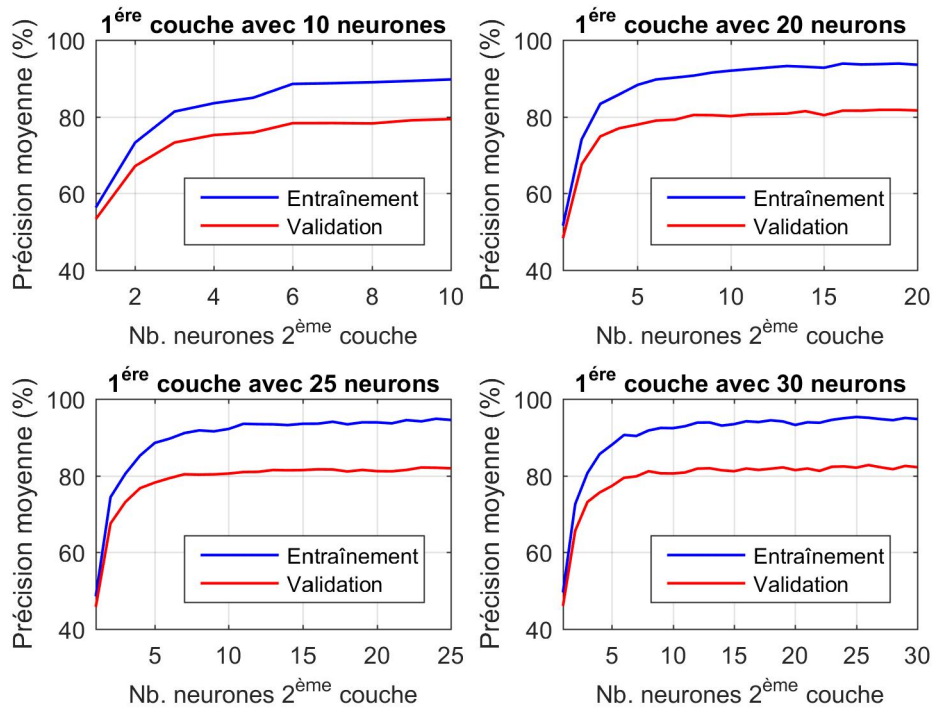 1ére couche avec 10 neurones
Précision moyenne (%)
100
80
60
40
Entraînement
Validation
2 4 6 8 10
Nb. neurones 2ème couche
1ére couche avec 20 neurons
Précision moyenne (%)
100
80
60
40
Entraînement
Validation
5 10 15 20
Nb. neurones 2ème couche
1ére couche avec 25 neurons
Précision moyenne (%)
100
80
60
40
Entraînement
Validation
5 10 15 20 25
Nb. neurones 2ème couche
1ére couche avec 30 neurons
Précision moyenne (%)
100
80
60
40
Entraînement
Validation
5 10 15 20 25 30
Nb. neurones 2ème couche